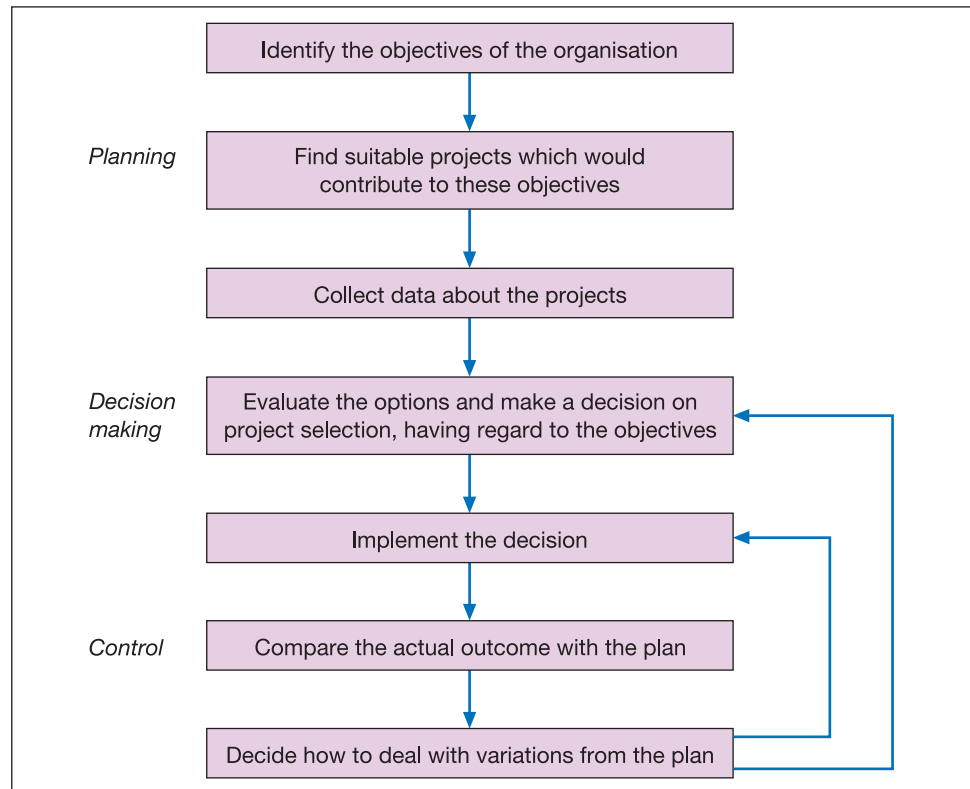 Identify the objectives of the organisation
Planning
Find suitable projects which would
contribute to these objectives
Collect data about the projects
Decision
making
Evaluate the options and make a decision on
project selection, having regard to the objectives
Implement the decision
Control
Compare the actual outcome with the plan
Decide how to deal with variations from the plan